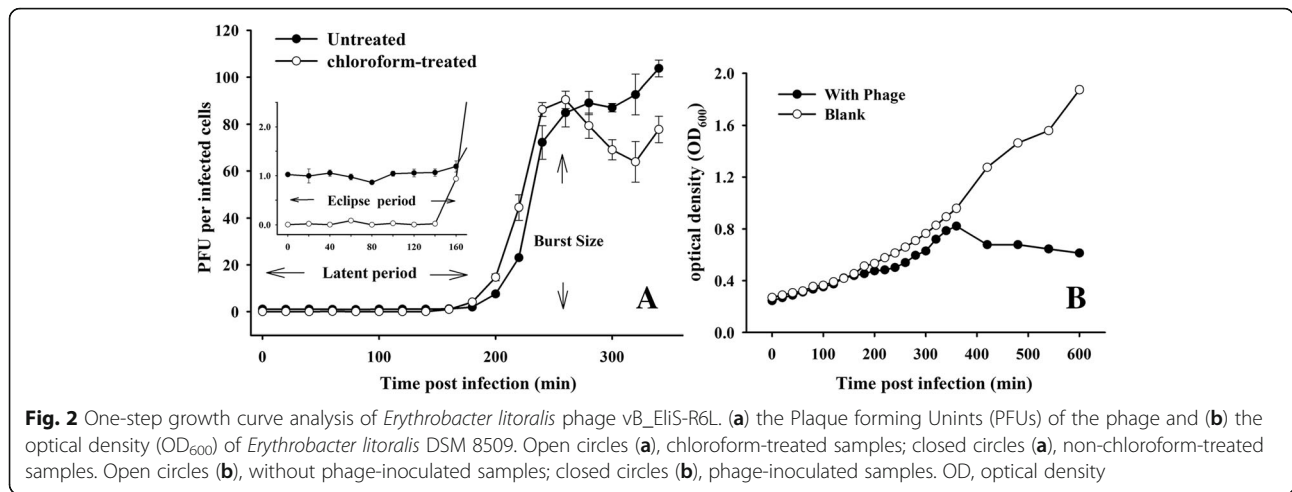 120
100
80
60
40
20
0
PFU per infected cells
Untreated
chloroform-treated
2.0
1.0
0.0
Eclipse period
0 40 80 120 160
Latent period
Burst Size
A
0 100 200 300
Time post infection (min)
2.0
1.6
1.2
0.8
0.4
0.0
optical density (OD600)
With Phage
Blank
B
0 100 200 300 400 500 600
Time post infection (min)
Fig. 2 One-step growth curve analysis of Erythrobacter litoralis phage vB_EliS-R6L. (a) the Plaque forming Unints (PFUs) of the phage and (b) the
optical density (OD600) of Erythrobacter litoralis DSM 8509. Open circles (a), chloroform-treated samples; closed circles (a), non-chloroform-treated
samples. Open circles (b), without phage-inoculated samples; closed circles (b), phage-inoculated samples. OD, optical density